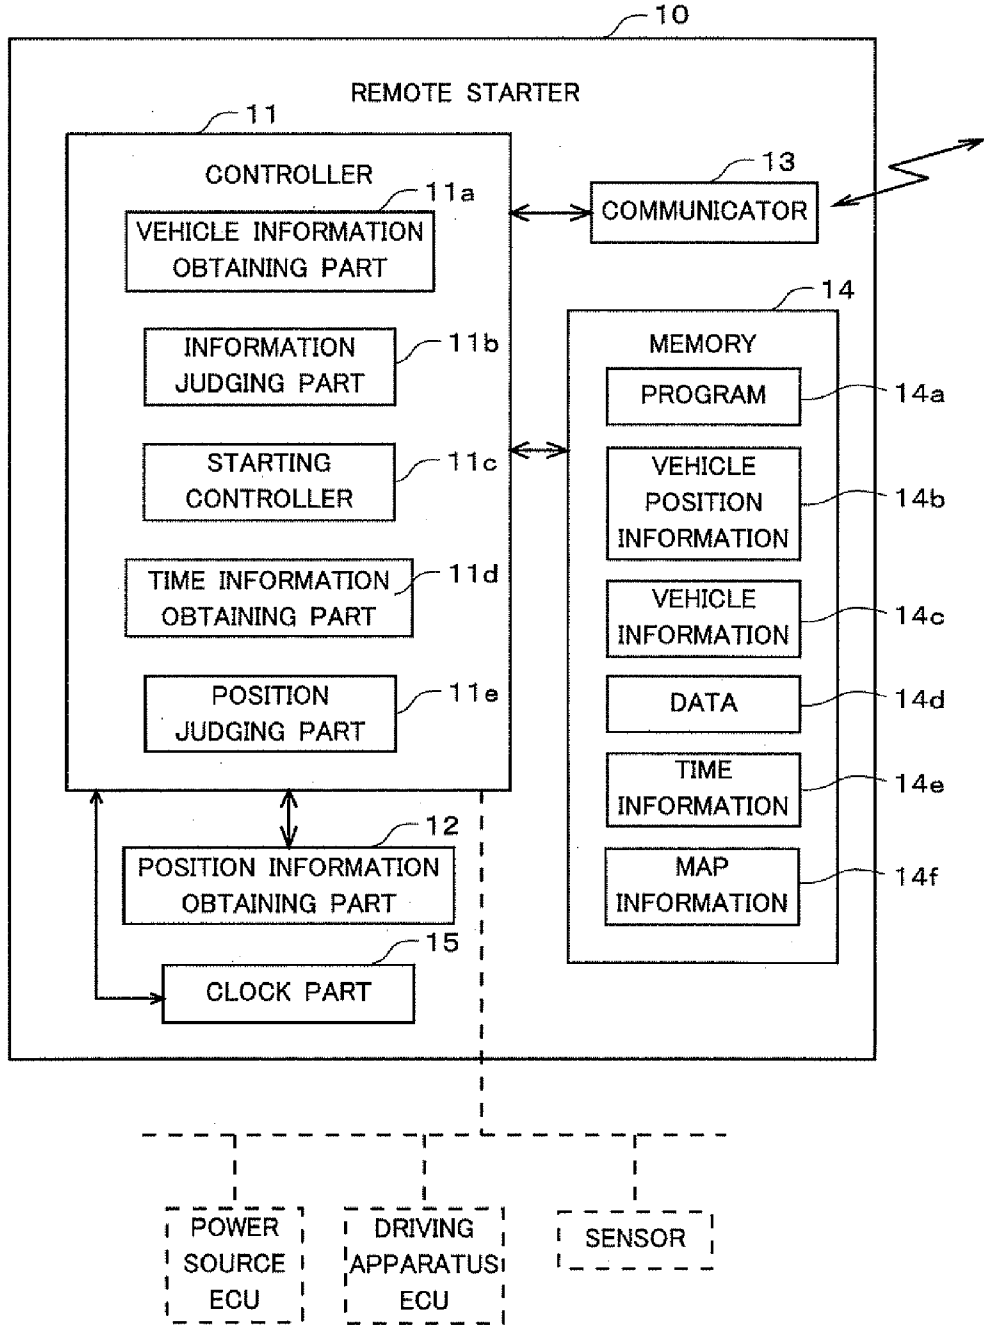 10
REMOTE STARTER
11
CONTROLLER
11a
VEHICLE INFORMATION
OBTAINING PART
INFORMATION
JUDGING PART
11b
STARTING
CONTROLLER
11c
TIME INFORMATION
OBTAINING PART
11d
POSITION
JUDGING PART
11e
12
POSITION INFORMATION
OBTAINING PART
15
CLOCK PART
13
COMMUNICATOR
14
MEMORY
PROGRAM
14a
VEHICLE
POSITION
INFORMATION
14b
VEHICLE
INFORMATION
14c
DATA
14d
TIME
INFORMATION
14e
MAP
INFORMATION
14f
POWER
SOURCE
ECU
DRIVING
APPARATUS
ECU
SENSOR